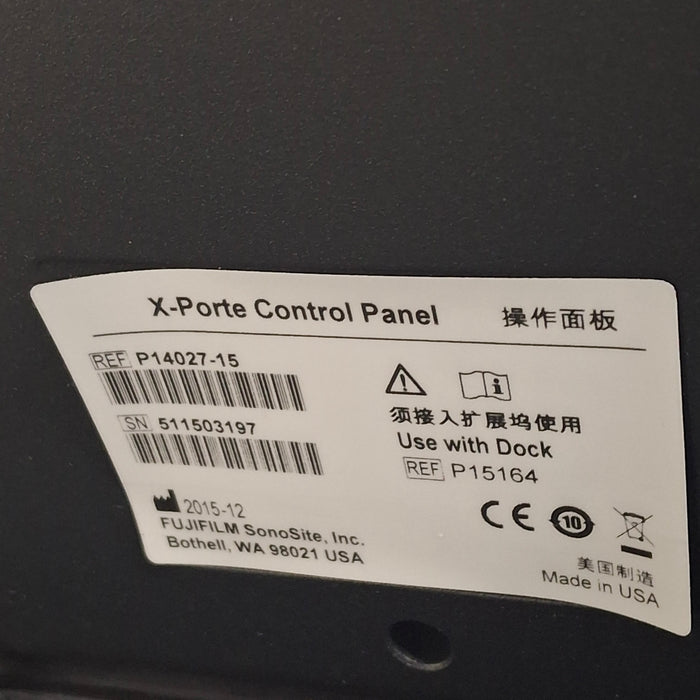 X-Porte Control Panel 操作面板
REF P14027-15
SN 511503197
2015-12
FUJIFILM SonoSite, Inc.
Bothell, WA 98021 USA
须接入扩展坞使用
Use with Dock
REF P15164
CE 10
美国制造
Made in USA